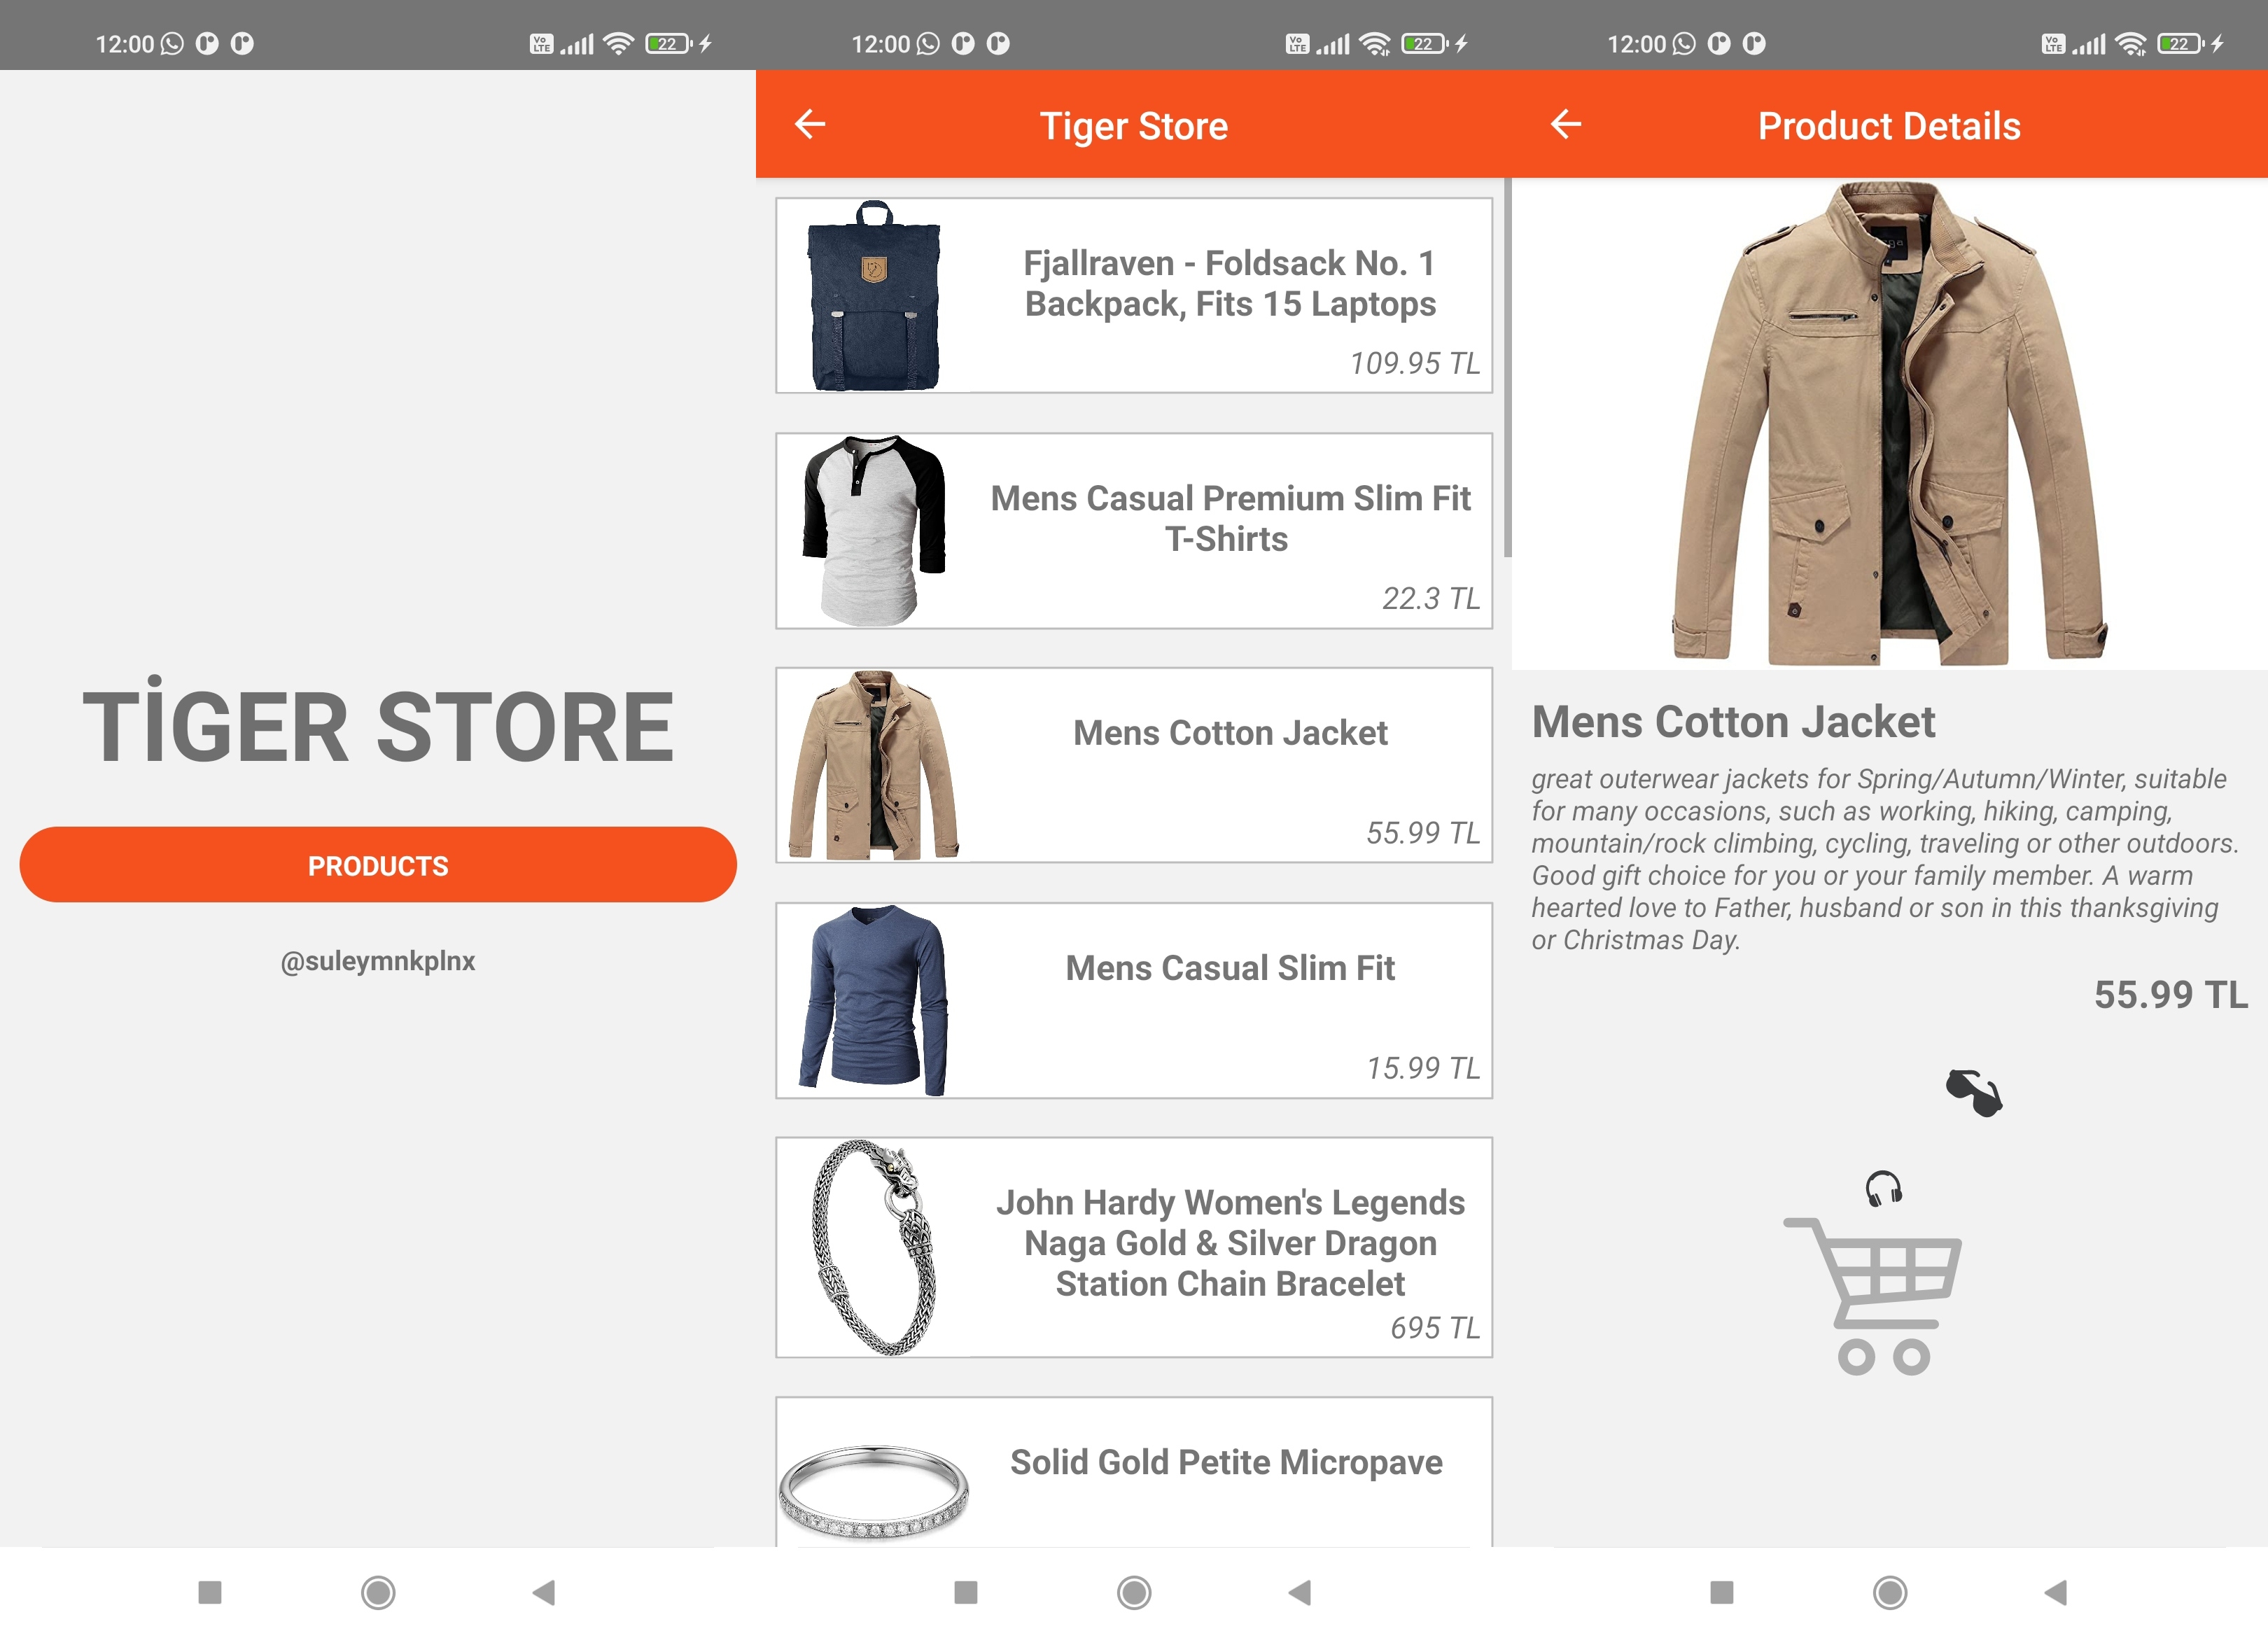 12:00
Vo LTE
22
TİGER STORE
PRODUCTS
@suleymnkplnx
12:00
Vo LTE
22
Tiger Store
Fjallraven - Foldsack No. 1
Backpack, Fits 15 Laptops
109.95 TL
Mens Casual Premium Slim Fit
T-Shirts
22.3 TL
Mens Cotton Jacket
55.99 TL
Mens Casual Slim Fit
15.99 TL
John Hardy Women's Legends
Naga Gold & Silver Dragon
Station Chain Bracelet
695 TL
Solid Gold Petite Micropave
12:00
Vo LTE
22
Product Details
Mens Cotton Jacket
great outerwear jackets for Spring/Autumn/Winter, suitable
for many occasions, such as working, hiking, camping,
mountain/rock climbing, cycling, traveling or other outdoors.
Good gift choice for you or your family member. A warm
hearted love to Father, husband or son in this thanksgiving
or Christmas Day.
55.99 TL